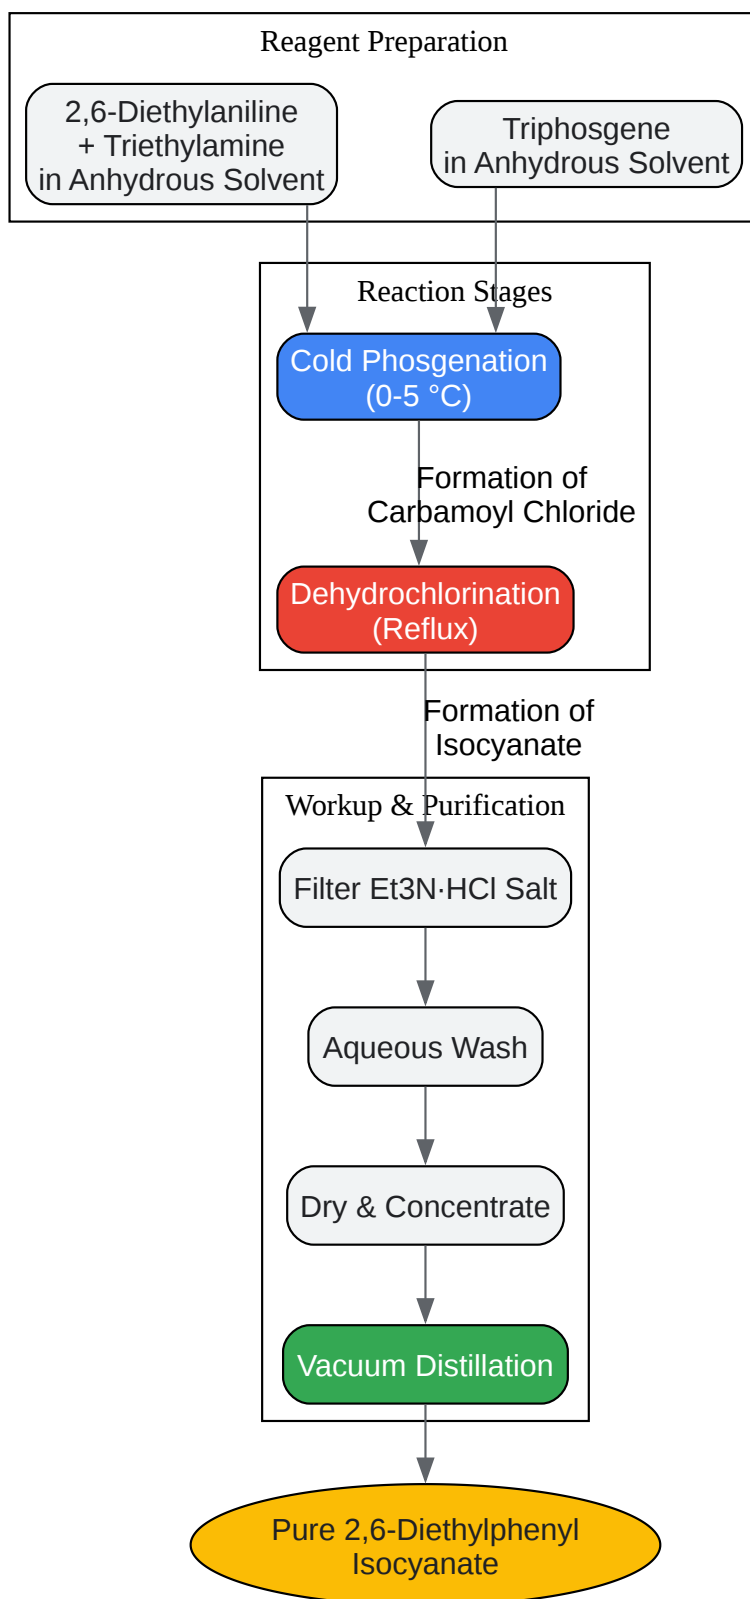 Reagent Preparation
2,6-Diethylaniline
+ Triethylamine
in Anhydrous Solvent
Triphosgene
in Anhydrous Solvent
Reaction Stages
Cold Phosgenation
(0-5 °C)
Formation of
Carbamoyl Chloride
Dehydrochlorination
(Reflux)
Formation of
Isocyanate
Workup & Purification
Filter Et3N·HCl Salt
Aqueous Wash
Dry & Concentrate
Vacuum Distillation
Pure 2,6-Diethylphenyl
Isocyanate